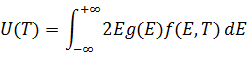 U(T) = ∫_{-∞}^{+∞} 2Eg(E)f(E,T) dE